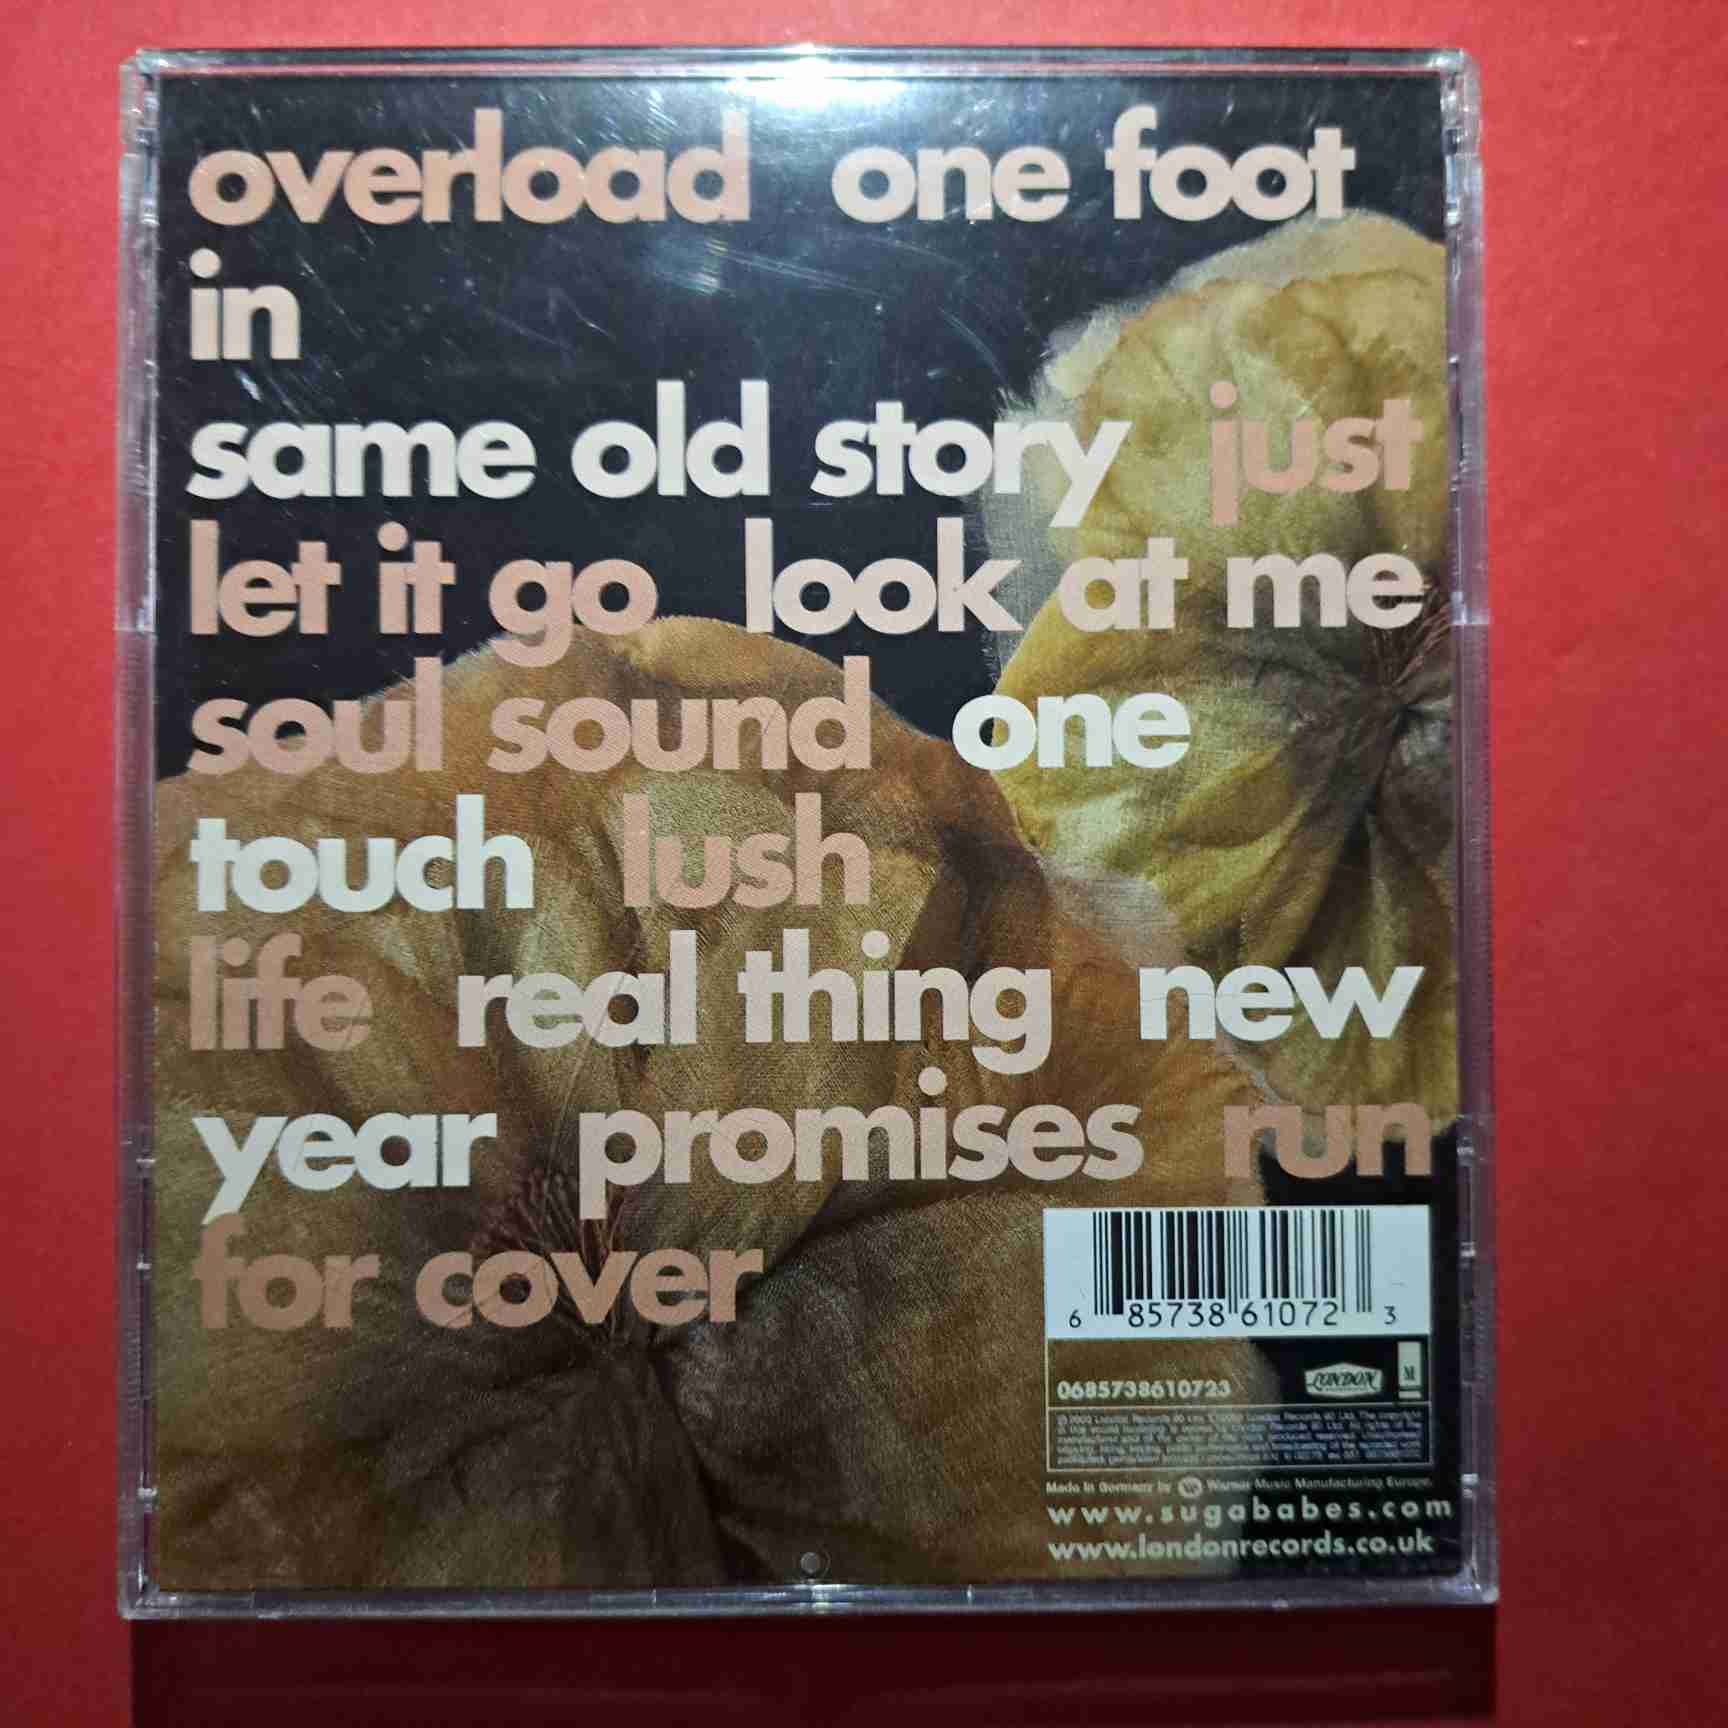 overload one foot
in
same old story just
let it go look at me
soul sound one
touch lush
life real thing new
year promises run
for cover
6 85738 61072 3
LONDON
0685738610723
Made in Germany by Warner Music Manufacturing Europe.
www.sugababes.com
www.londonrecords.co.uk